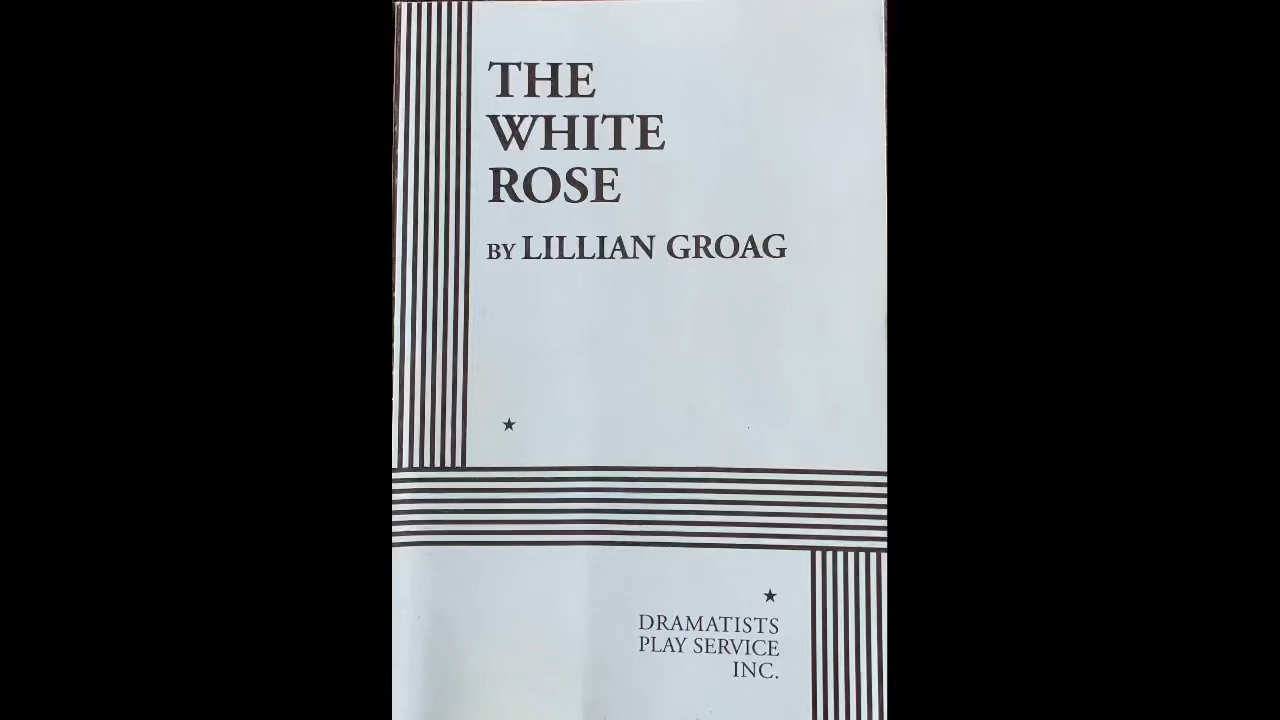 THE
WHITE
ROSE
BY LILLIAN GROAG
DRAMATISTS
PLAY SERVICE
INC.